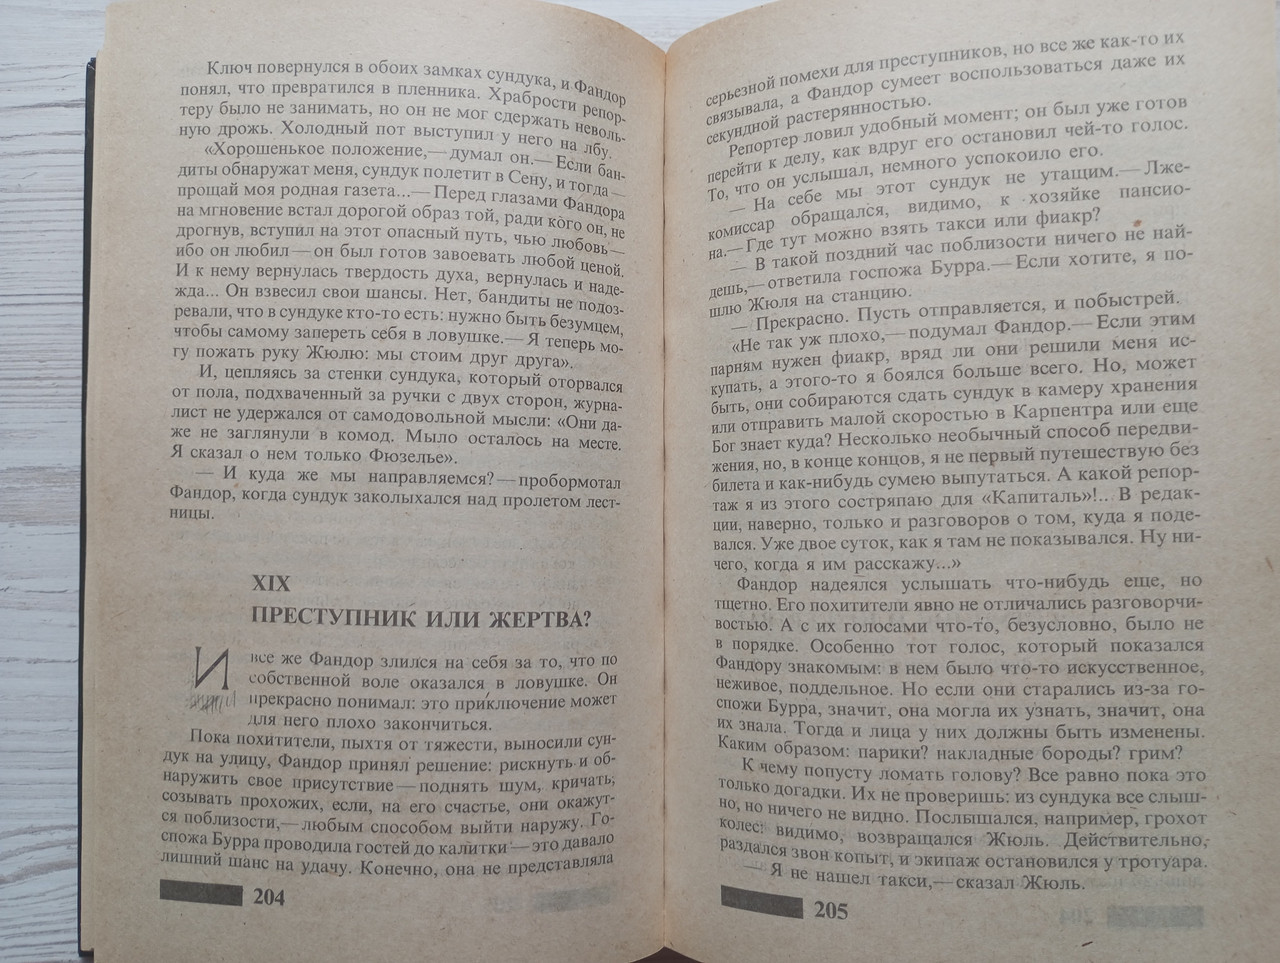 Ключ повернулся в обоих замках сундука, и Фандор
понял, что превратился в пленника. Храбрости репор-
теру было не занимать, но он не мог сдержать неволь-
ную дрожь. Холодный пот выступил у него на лбу.
«Хорошенькое положение,— думал он.— Если бан-
диты обнаружат меня, сундук полетит в Сену, и тогда —
прощай моя родная газета...— Перед глазами Фандора
на мгновение встал дорогой образ той, ради кого он, не
дрогнув, вступил на этот опасный путь, чью любовь —
ибо он любил — он был готов завоевать любой ценой.
И к нему вернулась твердость духа, вернулась и наде-
жда... Он взвесил свои шансы. Нет, бандиты не подоз-
ревали, что в сундуке кто-то есть: нужно быть безумцем,
чтобы самому запереть себя в ловушке.— Я теперь мо-
гу пожать руку Жюлю: мы стоим друг друга».
И, цепляясь за стенки сундука, который оторвался
от пола, подхваченный за ручки с двух сторон, журна-
лист не удержался от самодовольной мысли: «Они да-
же не заглянули в комод. Мыло осталось на месте.
Я сказал о нем только Фюзелье».
— И куда же мы направляемся? — пробормотал
Фандор, когда сундук заколыхался над пролетом лест-
ницы.
XIX
ПРЕСТУПНИК ИЛИ ЖЕРТВА?
И все же Фандор злился на себя за то, что по
собственной воле оказался в ловушке. Он
прекрасно понимал: это приключение может
для него плохо закончиться.
Пока похитители, пыхтя от тяжести, выносили сун-
дук на улицу, Фандор принял решение: рискнуть и об-
наружить свое присутствие — поднять шум, кричать,
созывать прохожих, если, на его счастье, они окажут-
ся поблизости,— любым способом выйти наружу. Го-
спожа Бурра проводила гостей до калитки — это давало
лишний шанс на удачу. Конечно, она не представляла
204
серьезной помехи для преступников, но все же как-то их
связывала, а Фандор сумеет воспользоваться даже их
секундной растерянностью.
Репортер ловил удобный момент; он был уже готов
перейти к делу, как вдруг его остановил чей-то голос.
То, что он услышал, немного успокоило его.
— На себе мы этот сундук не утащим.— Лже-
комиссар обращался, видимо, к хозяйке пансио-
на.— Где тут можно взять такси или фиакр?
— В такой поздний час поблизости ничего не най-
дешь,— ответила госпожа Бурра.— Если хотите, я по-
шлю Жюля на станцию.
— Прекрасно. Пусть отправляется, и побыстрей.
«Не так уж плохо,— подумал Фандор.— Если этим
парням нужен фиакр, вряд ли они решили меня ис-
купать, а этого-то я боялся больше всего. Но, может
быть, они собираются сдать сундук в камеру хранения
или отправить малой скоростью в Карпентра или еще
Бог знает куда? Несколько необычный способ передви-
жения, но, в конце концов, я не первый путешествую без
билета и как-нибудь сумею выпутаться. А какой репор-
таж я из этого состряпаю для «Капиталь»!.. В редак-
ции, наверно, только и разговоров о том, куда я поде-
вался. Уже двое суток, как я там не показывался. Ну ни-
чего, когда я им расскажу...»
Фандор надеялся услышать что-нибудь еще, но
тщетно. Его похитители явно не отличались разговорчи-
востью. А с их голосами что-то, безусловно, было не
в порядке. Особенно тот голос, который показался
Фандору знакомым: в нем было что-то искусственное,
неживое, поддельное. Но если они старались из-за го-
спожи Бурра, значит, она могла их узнать, значит, она
их знала. Тогда и лица у них должны быть изменены.
Каким образом: парики? накладные бороды? грим?
К чему попусту ломать голову? Все равно пока это
только догадки. Их не проверишь: из сундука все слыш-
но, но ничего не видно. Послышался, например, грохот
колес; видимо, возвращался Жюль. Действительно,
раздался звон копыт, и экипаж остановился у тротуара.
— Я не нашел такси,— сказал Жюль.
205